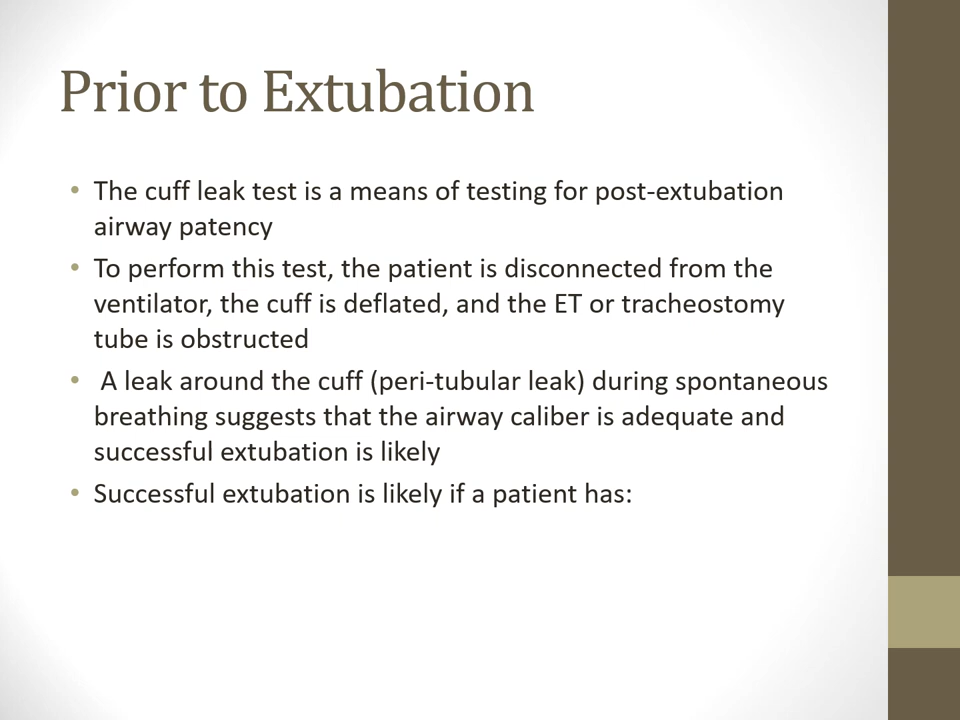 Prior to Extubation
• The cuff leak test is a means of testing for post-extubation
airway patency
• To perform this test, the patient is disconnected from the
ventilator, the cuff is deflated, and the ET or tracheostomy
tube is obstructed
• A leak around the cuff (peri-tubular leak) during spontaneous
breathing suggests that the airway caliber is adequate and
successful extubation is likely
• Successful extubation is likely if a patient has: